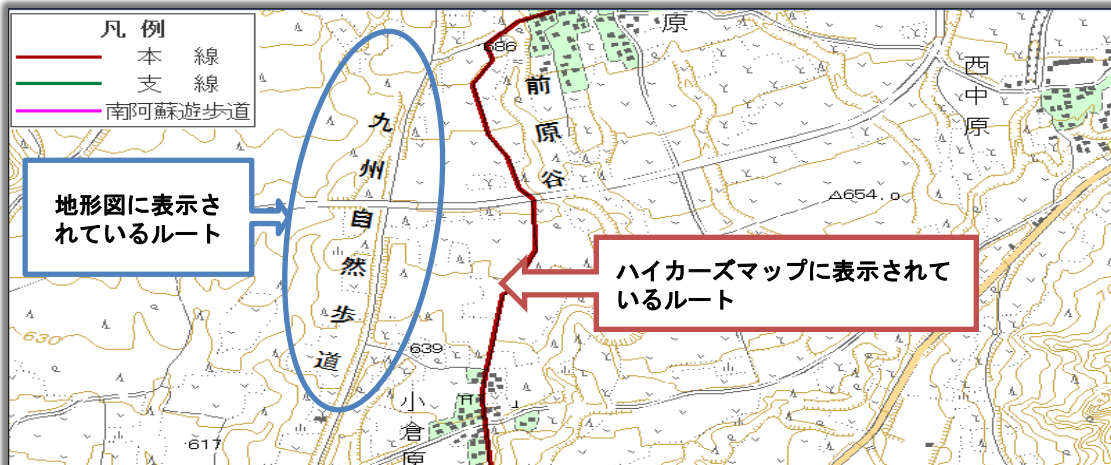 凡例
本線
支線
南阿蘇遊歩道
地形図に表示さ
れているルート
九州自然歩道
686
原
前原谷
西中原
△654.0
ハイカーズマップに表示されて
いるルート
630
639
小倉原
617